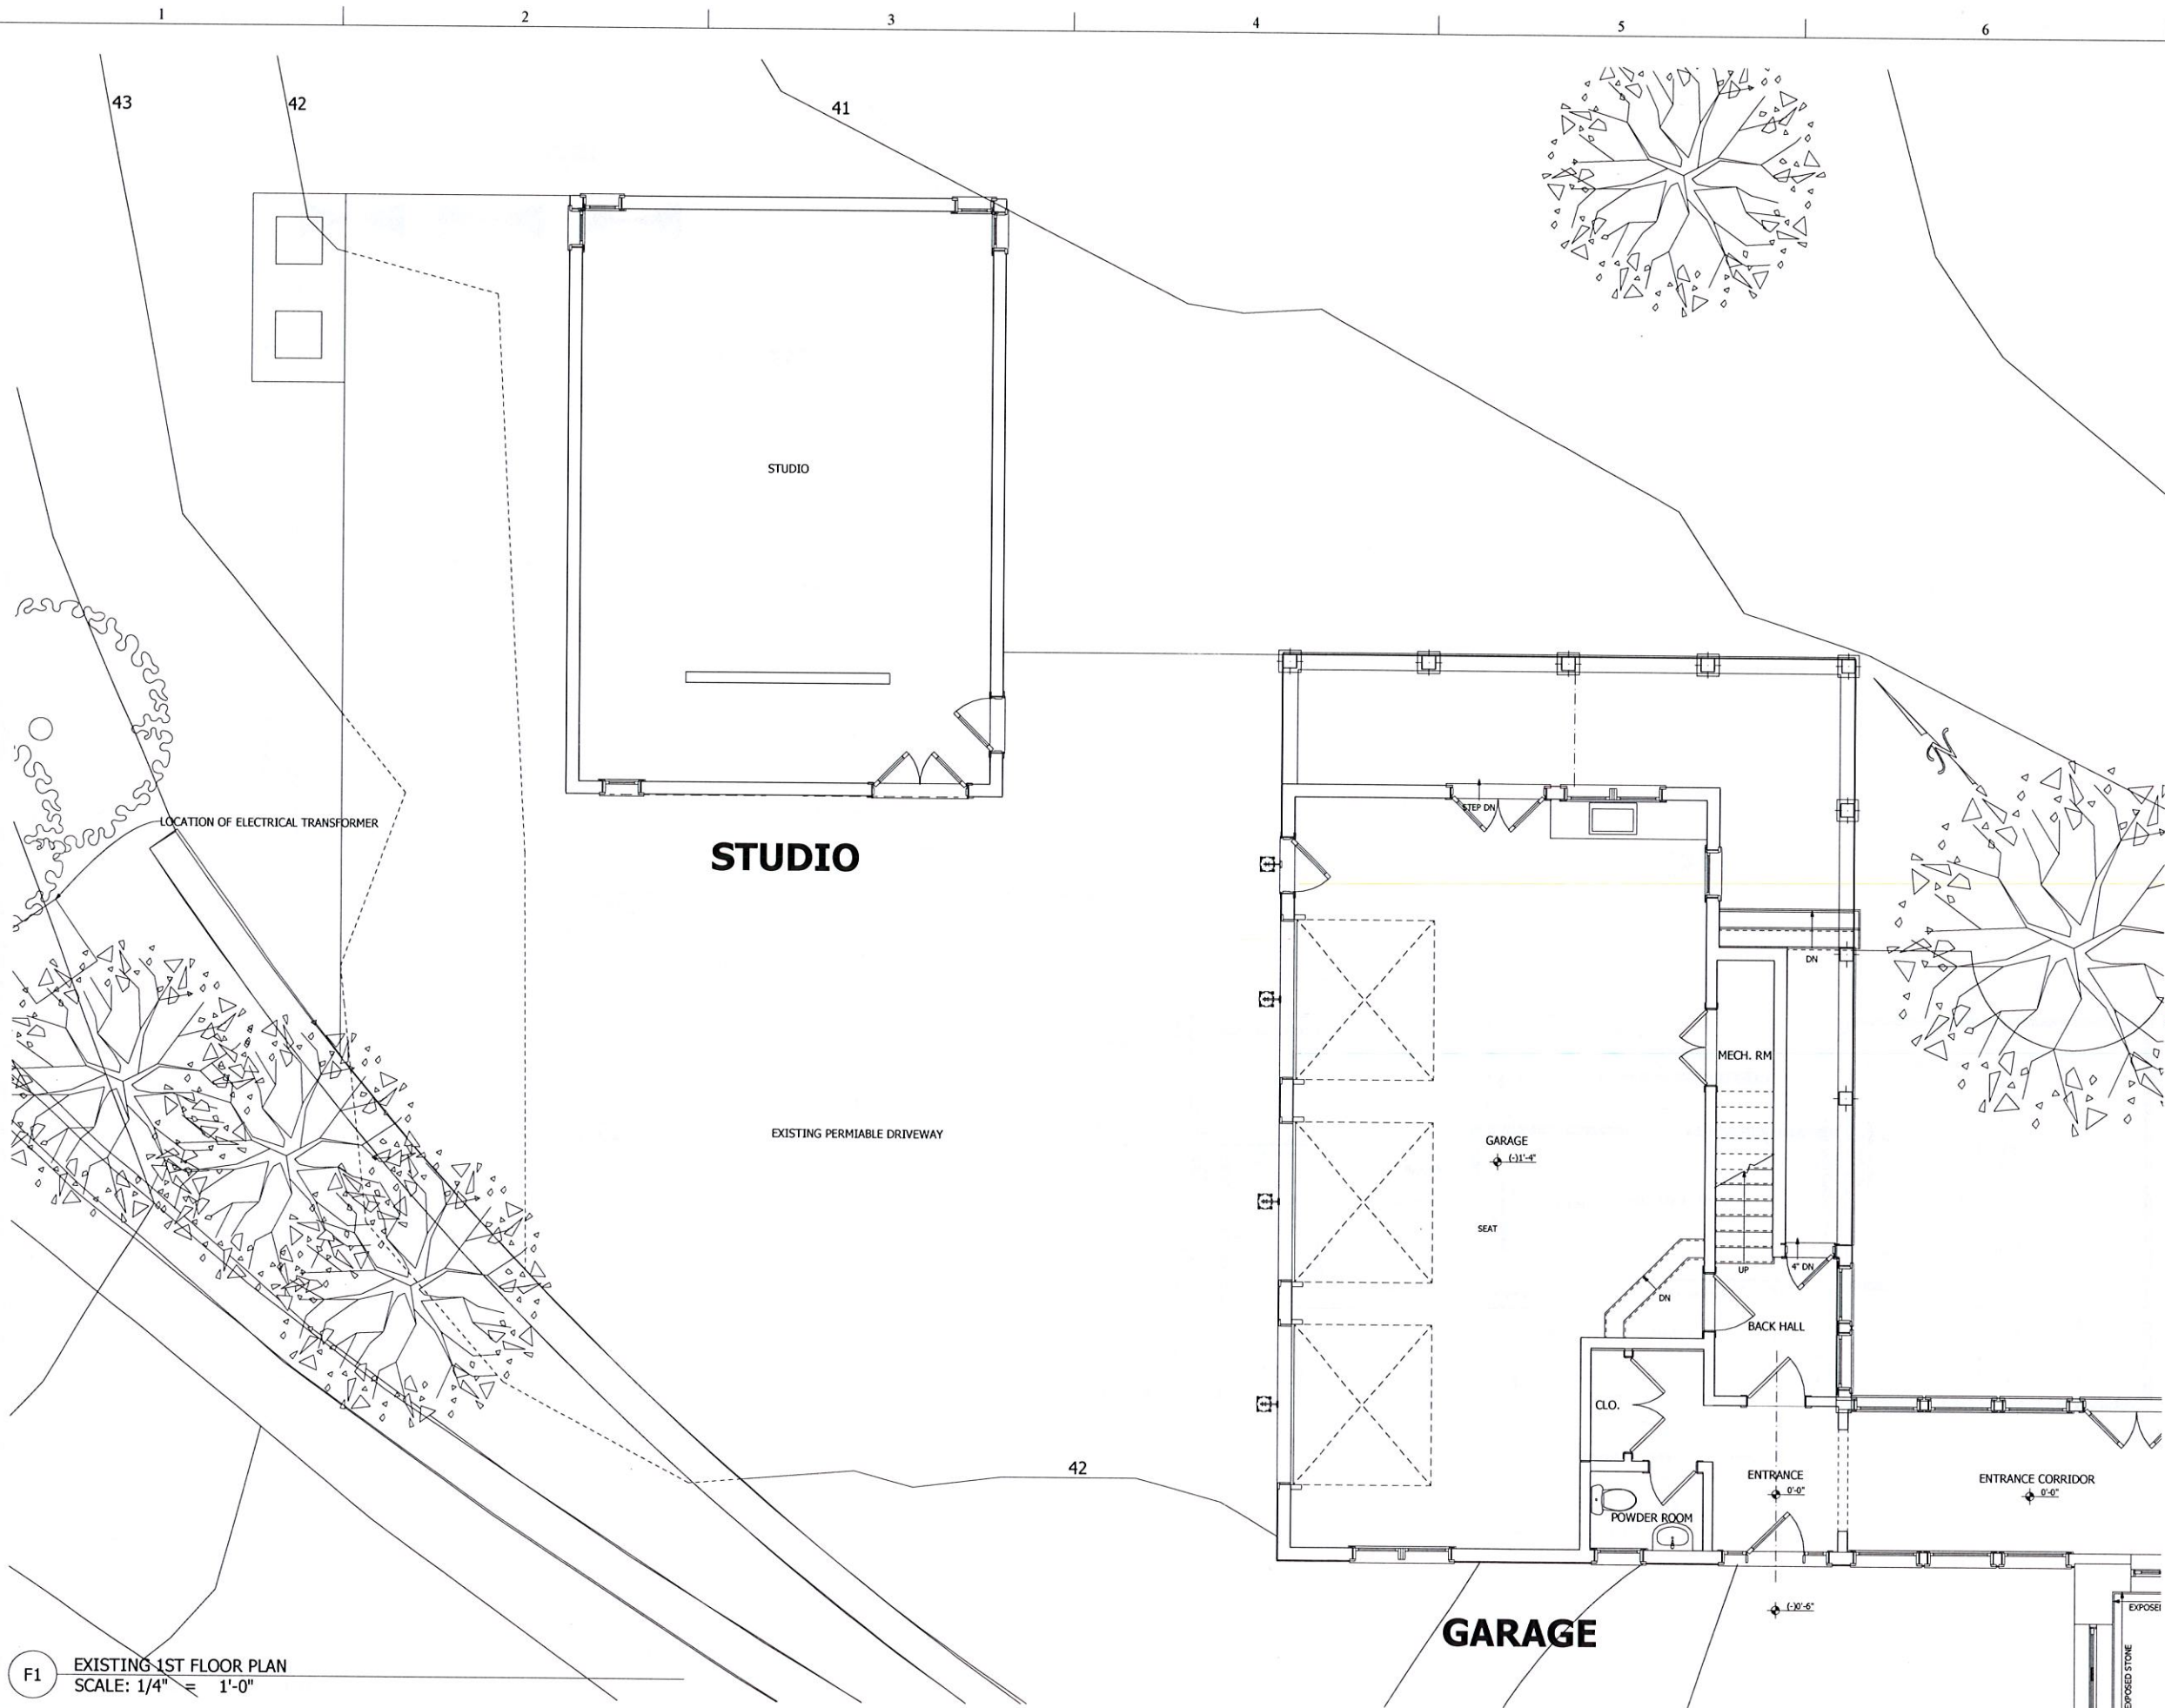 1 2 3 4 5 6
43 42 41
STUDIO
LOCATION OF ELECTRICAL TRANSFORMER
STUDIO
STEP DN
N
DN
MECH. RM
EXISTING PERMIABLE DRIVEWAY
GARAGE
(-)1'-4"
SEAT
UP
4" DN
DN
BACK HALL
CLO.
42
ENTRANCE
0'-0"
ENTRANCE CORRIDOR
0'-0"
POWDER ROOM
(-)0'-6"
GARAGE
EXPOSED STONE
F1
EXISTING 1ST FLOOR PLAN
SCALE: 1/4" = 1'-0"